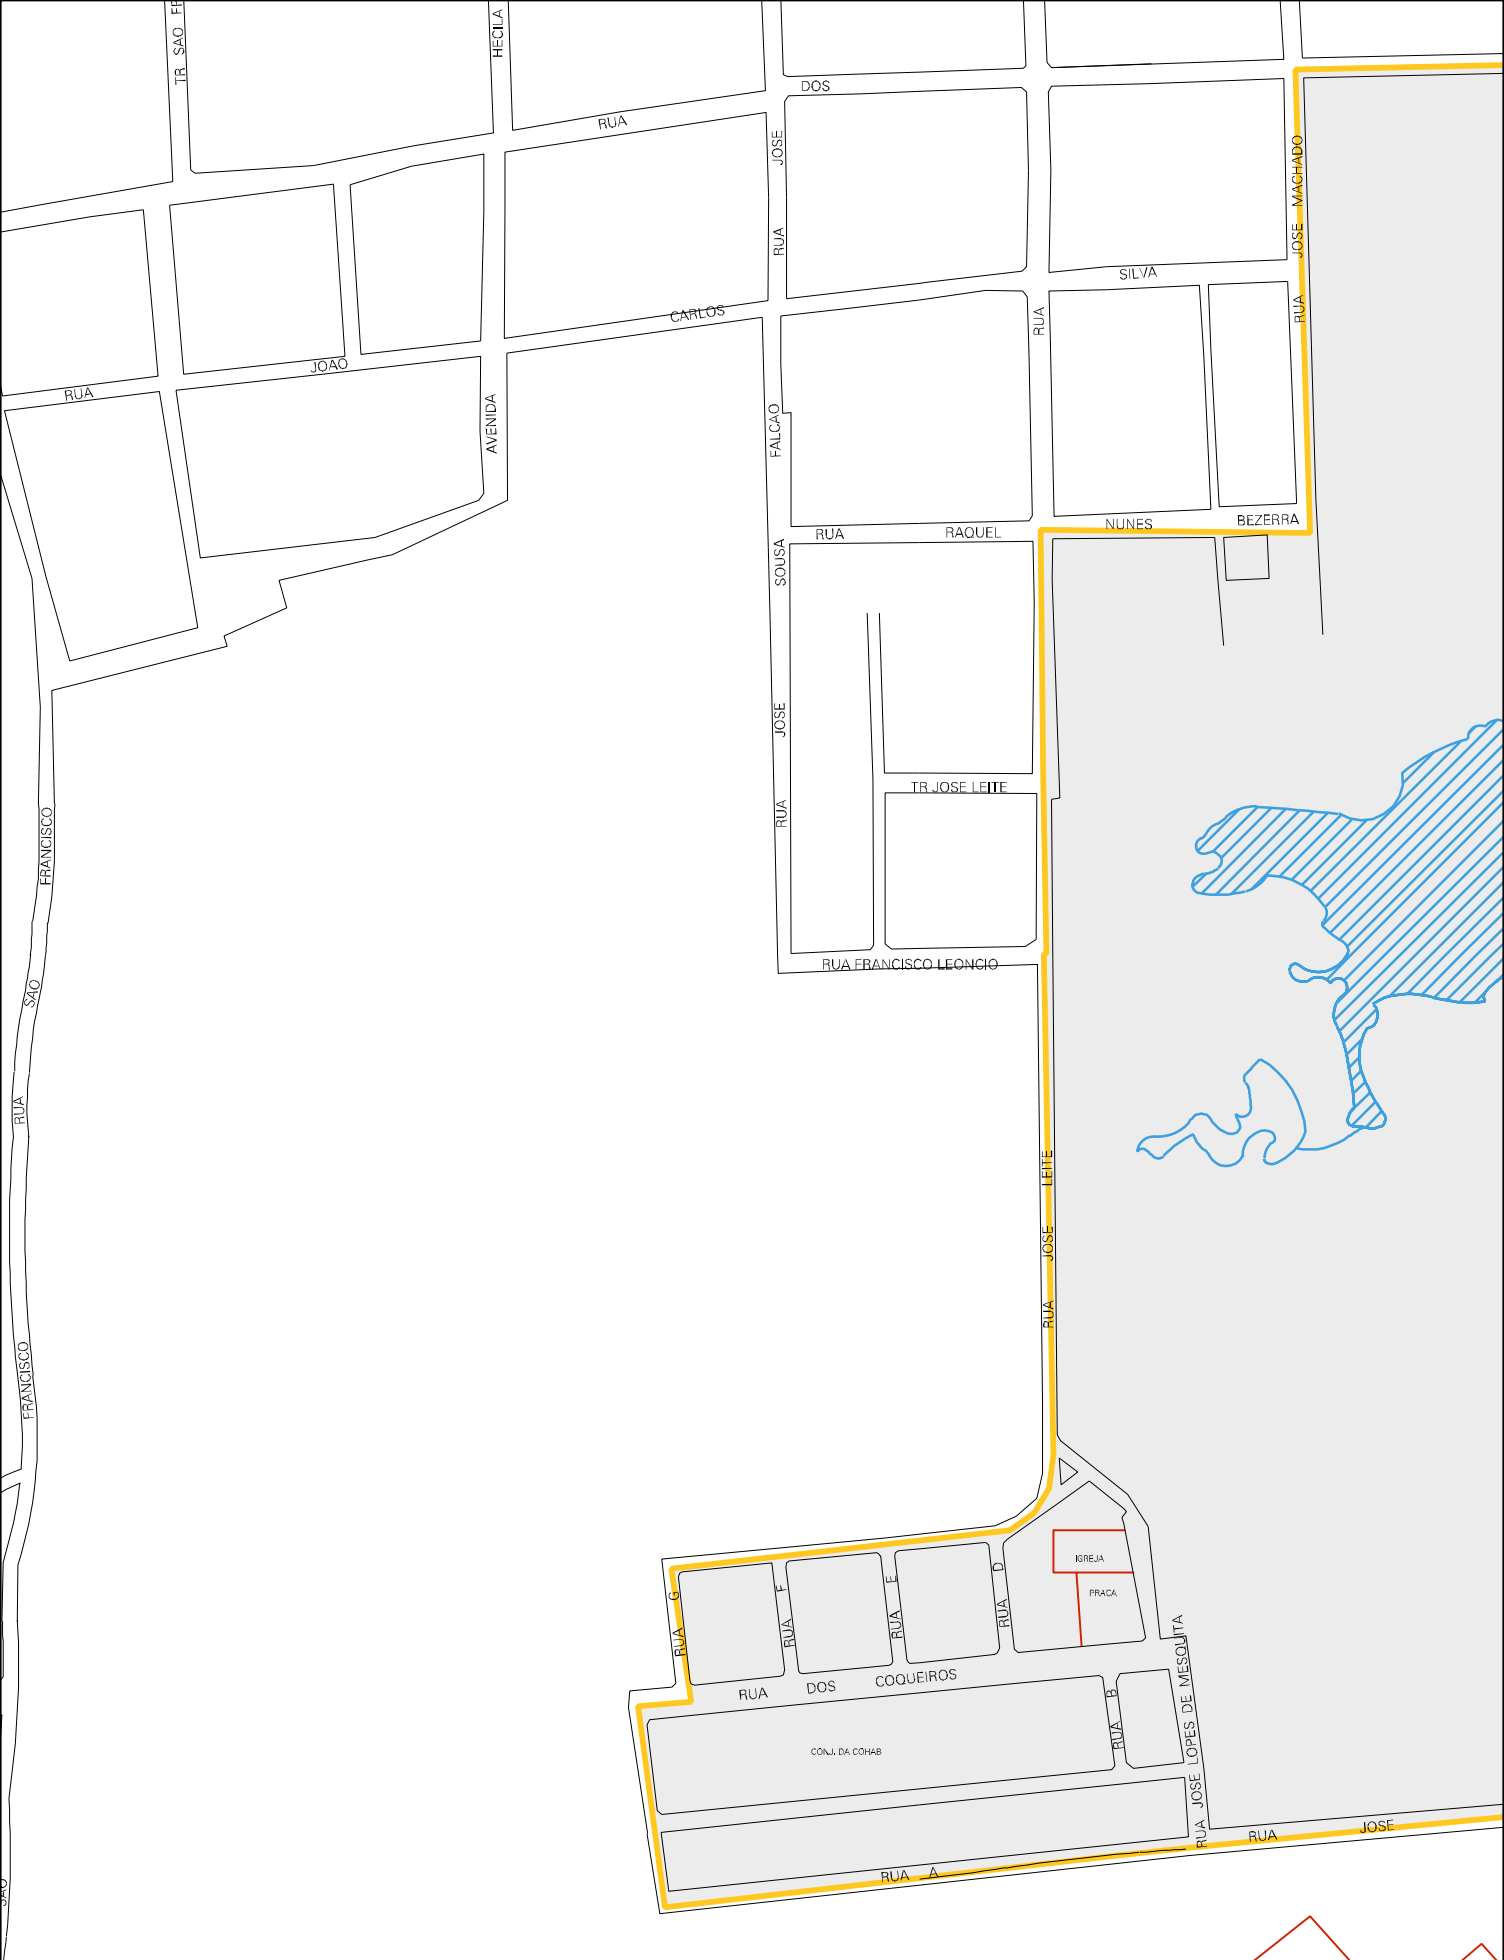 TR SAO
HECILA
DOS
RUA
JOSE
RUA
JOSE MACHADO
RUA
SILVA
RUA
CARLOS
JOAO
RUA
AVENIDA
FALCAO
RUA RAQUEL NUNES BEZERRA
SOUSA
JOSE
RUA
TR JOSE LEITE
FRANCISCO
RUA FRANCISCO LEONCIO
SAO
RUA
LEITE
JOSE
RUA
FRANCISCO
IGREJA
PRACA
RUA G
RUA F
RUA E
RUA D
RUA DOS COQUEIROS
RUA B
RUA JOSE LOPES DE MESQUITA
CONJ. DA COHAB
RUA JOSE
RUA A
SAO